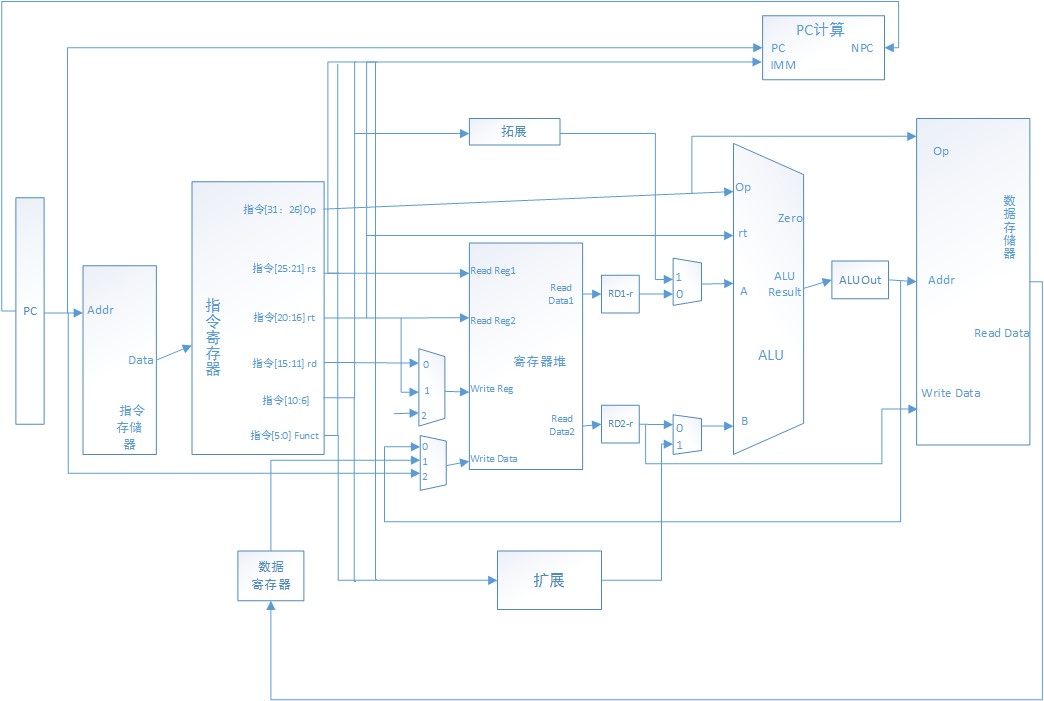 PC计算
PC
NPC
IMM
拓展
Op
数据存储器
Addr
Read Data
Write Data
指令[31：26]Op
指令[25:21] rs
指令[20:16] rt
指令[15:11] rd
指令[10:6]
指令[5:0] Funct
指令寄存器
PC
Addr
Data
指令
存储
器
Read Reg1
Read Reg2
Read
Data1
寄存器堆
Write Reg
Read
Data2
Write Data
0
1
2
0
1
2
RD1-r
RD2-r
1
0
0
1
Op
Zero
rt
A
ALU
Result
ALU
B
ALUOut
数据
寄存器
扩展